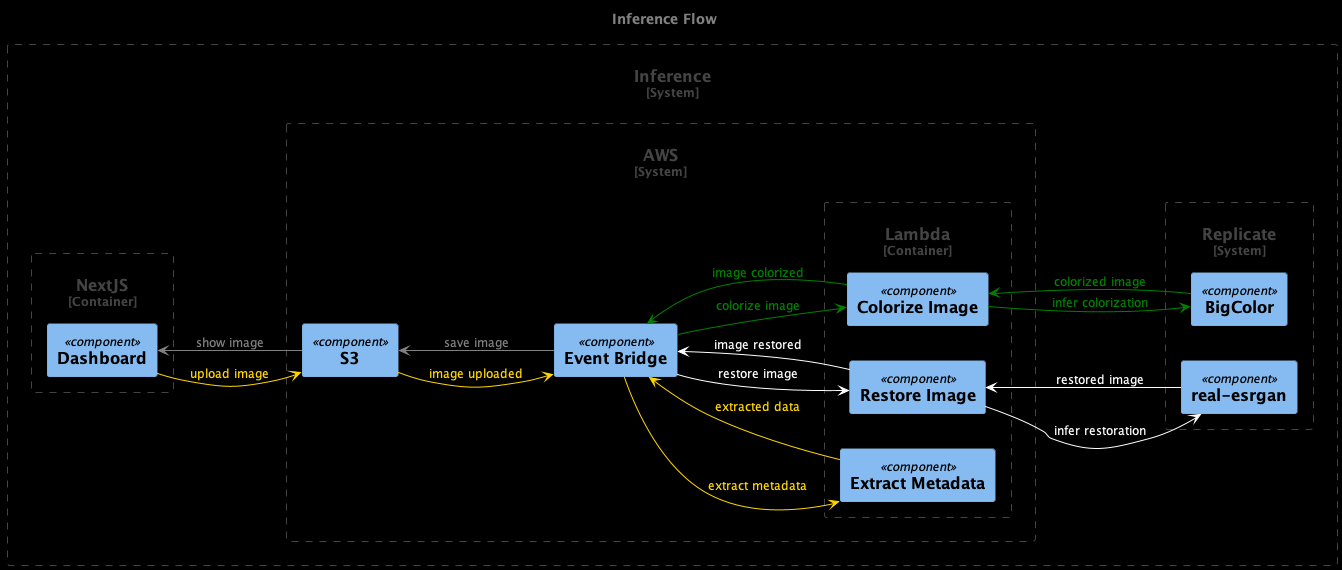 Inference Flow
Inference
[System]
AWS
[System]
Lambda
[Container]
Replicate
[System]
NextJS
[Container]
image colorized
colorized image
«component»
Colorize Image
«component»
BigColor
colorize image
infer colorization
«component»
Dashboard
show image
upload image
«component»
S3
save image
image uploaded
«component»
Event Bridge
image restored
restore image
«component»
Restore Image
restored image
infer restoration
«component»
real-esrgan
extracted data
extract metadata
«component»
Extract Metadata